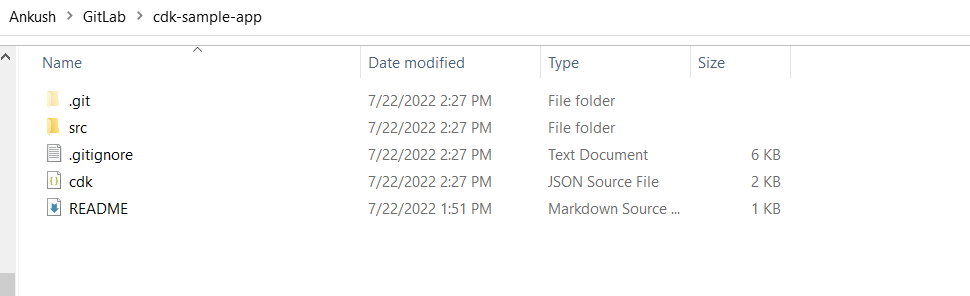 Ankush > GitLab > cdk-sample-app
Name Date modified Type Size
.git 7/22/2022 2:27 PM File folder
src 7/22/2022 2:27 PM File folder
.gitignore 7/22/2022 2:27 PM Text Document 6 KB
cdk 7/22/2022 2:27 PM JSON Source File 2 KB
README 7/22/2022 1:51 PM Markdown Source ... 1 KB